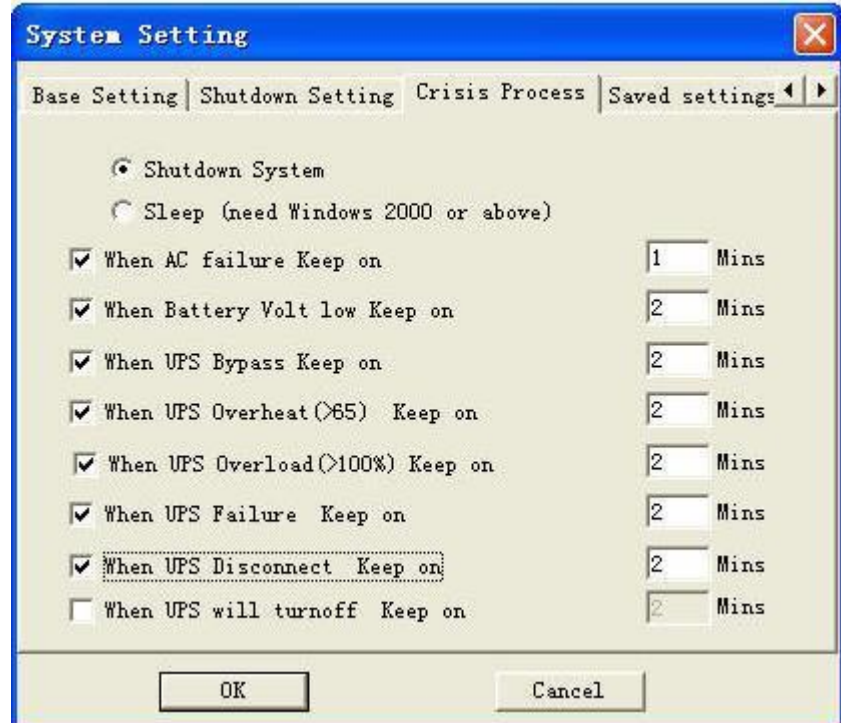 System Setting
Base Setting Shutdown Setting Crisis Process Saved settings
Shutdown System
Sleep (need Windows 2000 or above)
When AC failure Keep on 1 Mins
When Battery Volt low Keep on 2 Mins
When UPS Bypass Keep on 2 Mins
When UPS Overheat(>65) Keep on 2 Mins
When UPS Overload(>100%) Keep on 2 Mins
When UPS Failure Keep on 2 Mins
When UPS Disconnect Keep on 2 Mins
When UPS will turnoff Keep on 2 Mins
OK Cancel